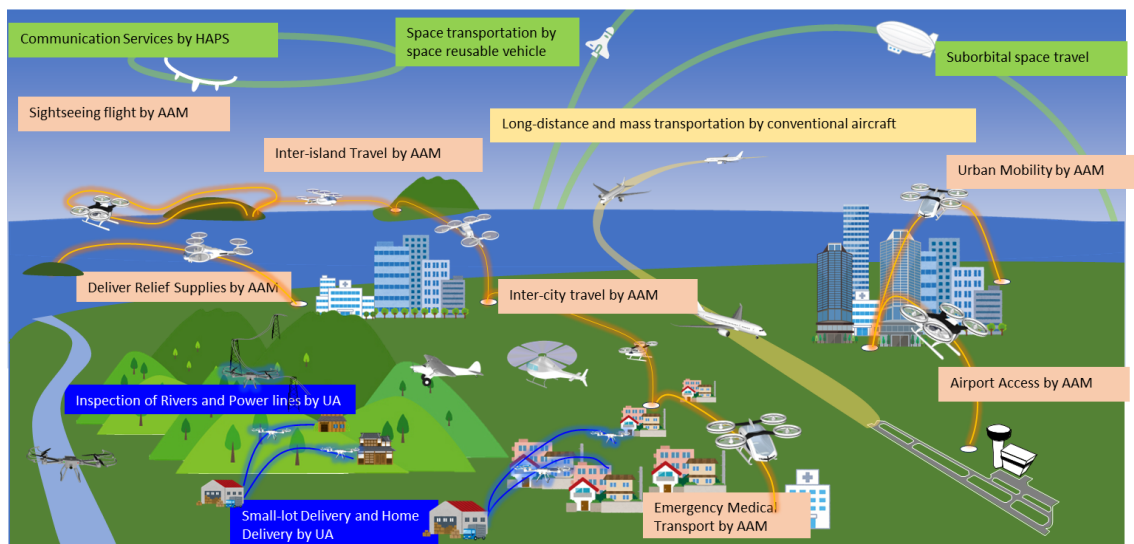 Communication Services by HAPS
Space transportation by
space reusable vehicle
Suborbital space travel
Sightseeing flight by AAM
Long-distance and mass transportation by conventional aircraft
Inter-island Travel by AAM
Urban Mobility by AAM
Deliver Relief Supplies by AAM
Inter-city travel by AAM
Airport Access by AAM
Inspection of Rivers and Power lines by UA
Small-lot Delivery and Home
Delivery by UA
Emergency Medical
Transport by AAM